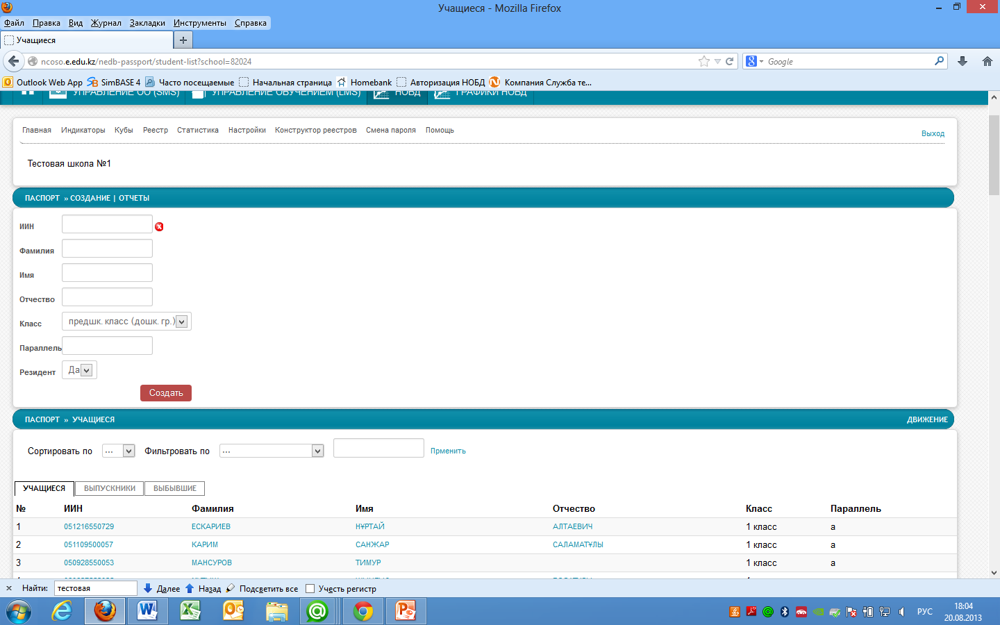 Учащиеся - Mozilla Firefox
Файл Правка Вид Журнал Закладки Инструменты Справка
Учащиеся
ncoso.e.edu.kz/nedb-passport/student-list?school=82024 Google
Outlook Web App SimBASE 4 Часто посещаемые Начальная страница Homebank Авторизация НОБД Компания Служба те...
УПРАВЛЕНИЕ ОО (SMS) УПРАВЛЕНИЕ ОБУЧЕНИЕМ (LMS) НОБД ГРАФИКИ НОБД
Главная Индикаторы Кубы Реестр Статистика Настройки Конструктор реестров Смена пароля Помощь
Выход
Тестовая школа №1
ПАСПОРТ » СОЗДАНИЕ | ОТЧЕТЫ
ИИН
Фамилия
Имя
Отчество
Класс предшк. класс (дошк. гр.)
Параллель
Резидент Да
Создать
ПАСПОРТ » УЧАЩИЕСЯ ДВИЖЕНИЕ
Сортировать по ... Фильтровать по ... Прменить
УЧАЩИЕСЯ ВЫПУСКНИКИ ВЫБЫВШИЕ
№ ИИН Фамилия Имя Отчество Класс Параллель
1 051216550729 ЕСКАРИЕВ НҰРТАЙ АЛТАЕВИЧ 1 класс а
2 051109500057 КАРИМ САНЖАР САЛАМАТҰЛЫ 1 класс а
3 050928550053 МАНСУРОВ ТИМУР 1 класс а
Найти: тестовая Далее Назад Подсветить все Учесть регистр
РУС 18:04
20.08.2013